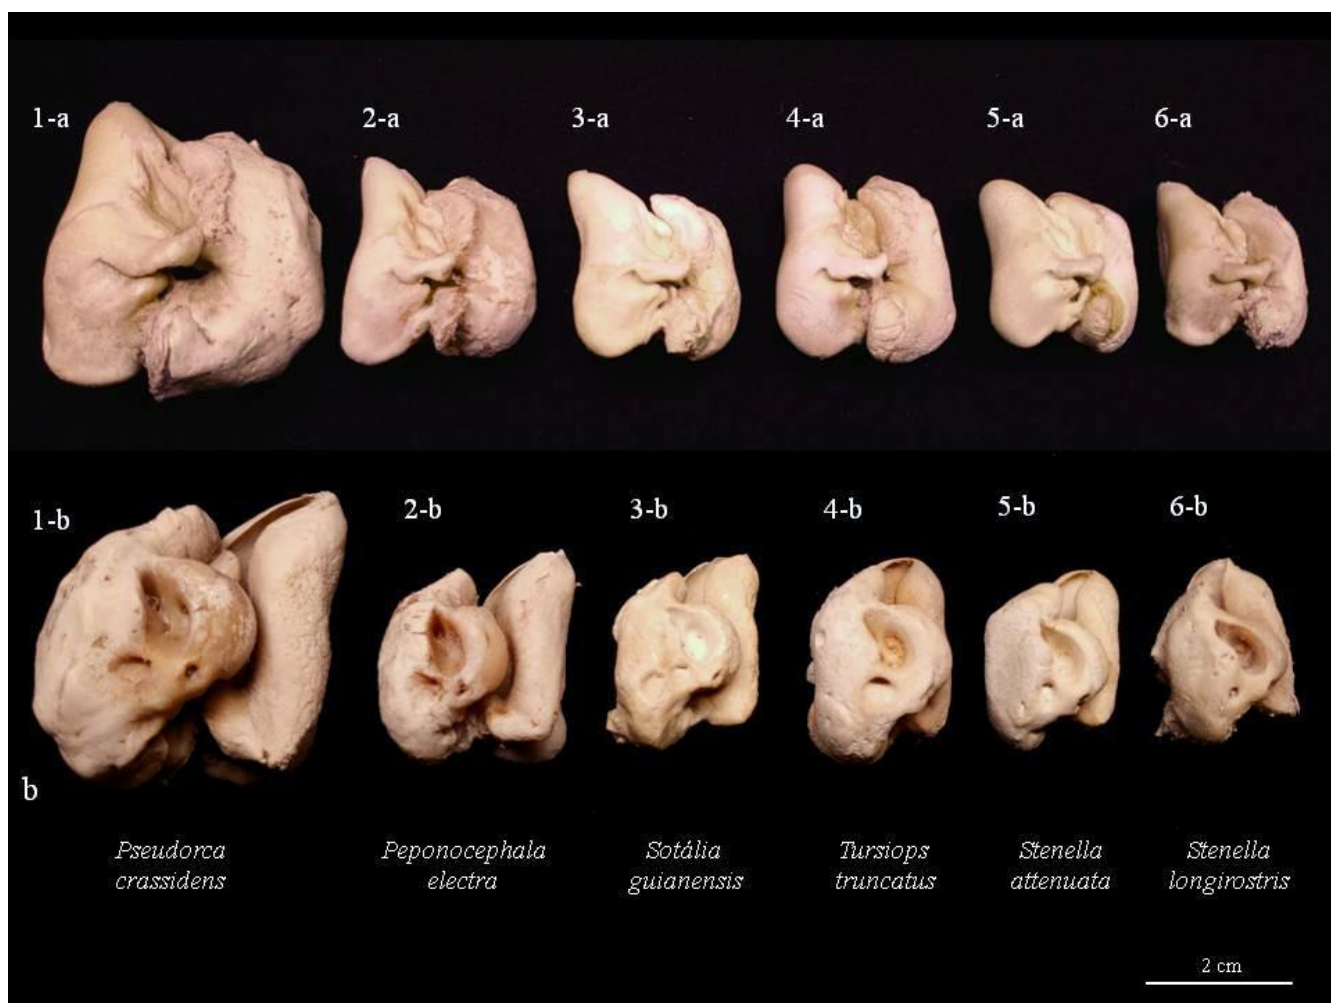 1-a 2-a 3-a 4-a 5-a 6-a
1-b 2-b 3-b 4-b 5-b 6-b
b
Pseudorca Peponocephala Sotália Tursiops Stenella Stenella
crassidens electra guianensis truncatus attenuata longirostris
2 cm